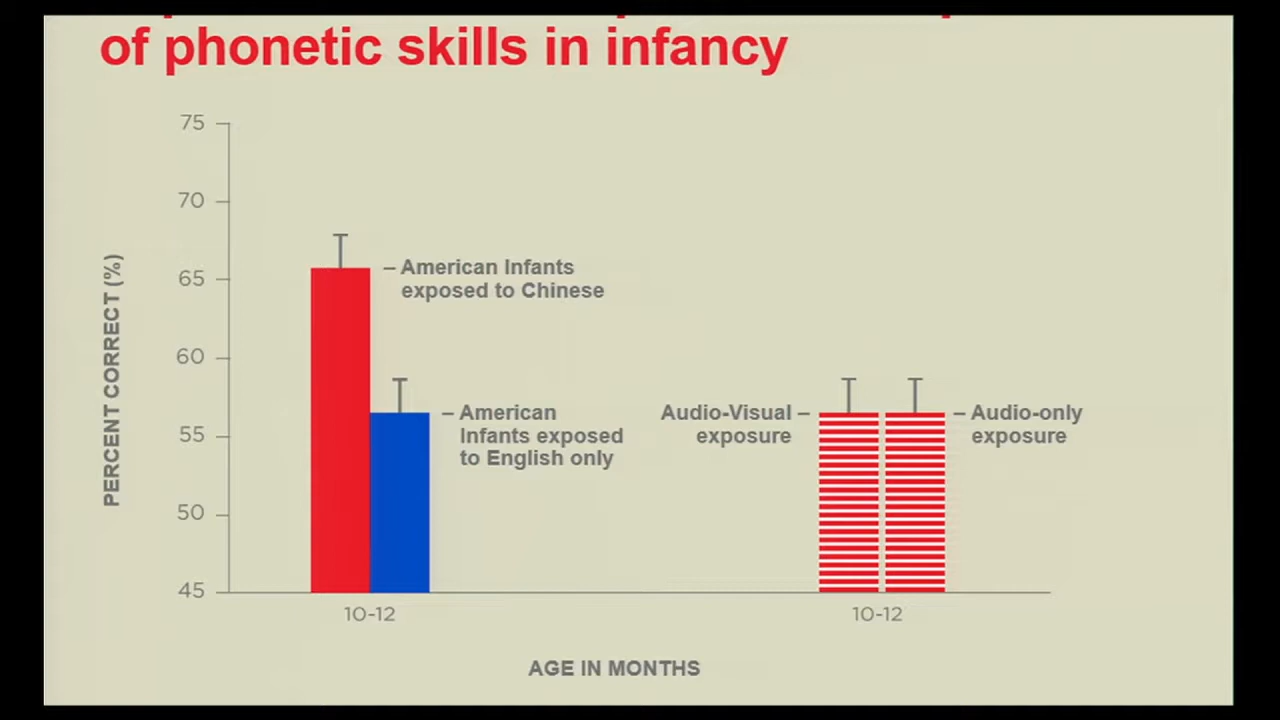 of phonetic skills in infancy
75
70
65
60
55
50
45
PERCENT CORRECT (%)
– American Infants
exposed to Chinese
– American
Infants exposed
to English only
Audio-Visual –
exposure
– Audio-only
exposure
10-12
10-12
AGE IN MONTHS